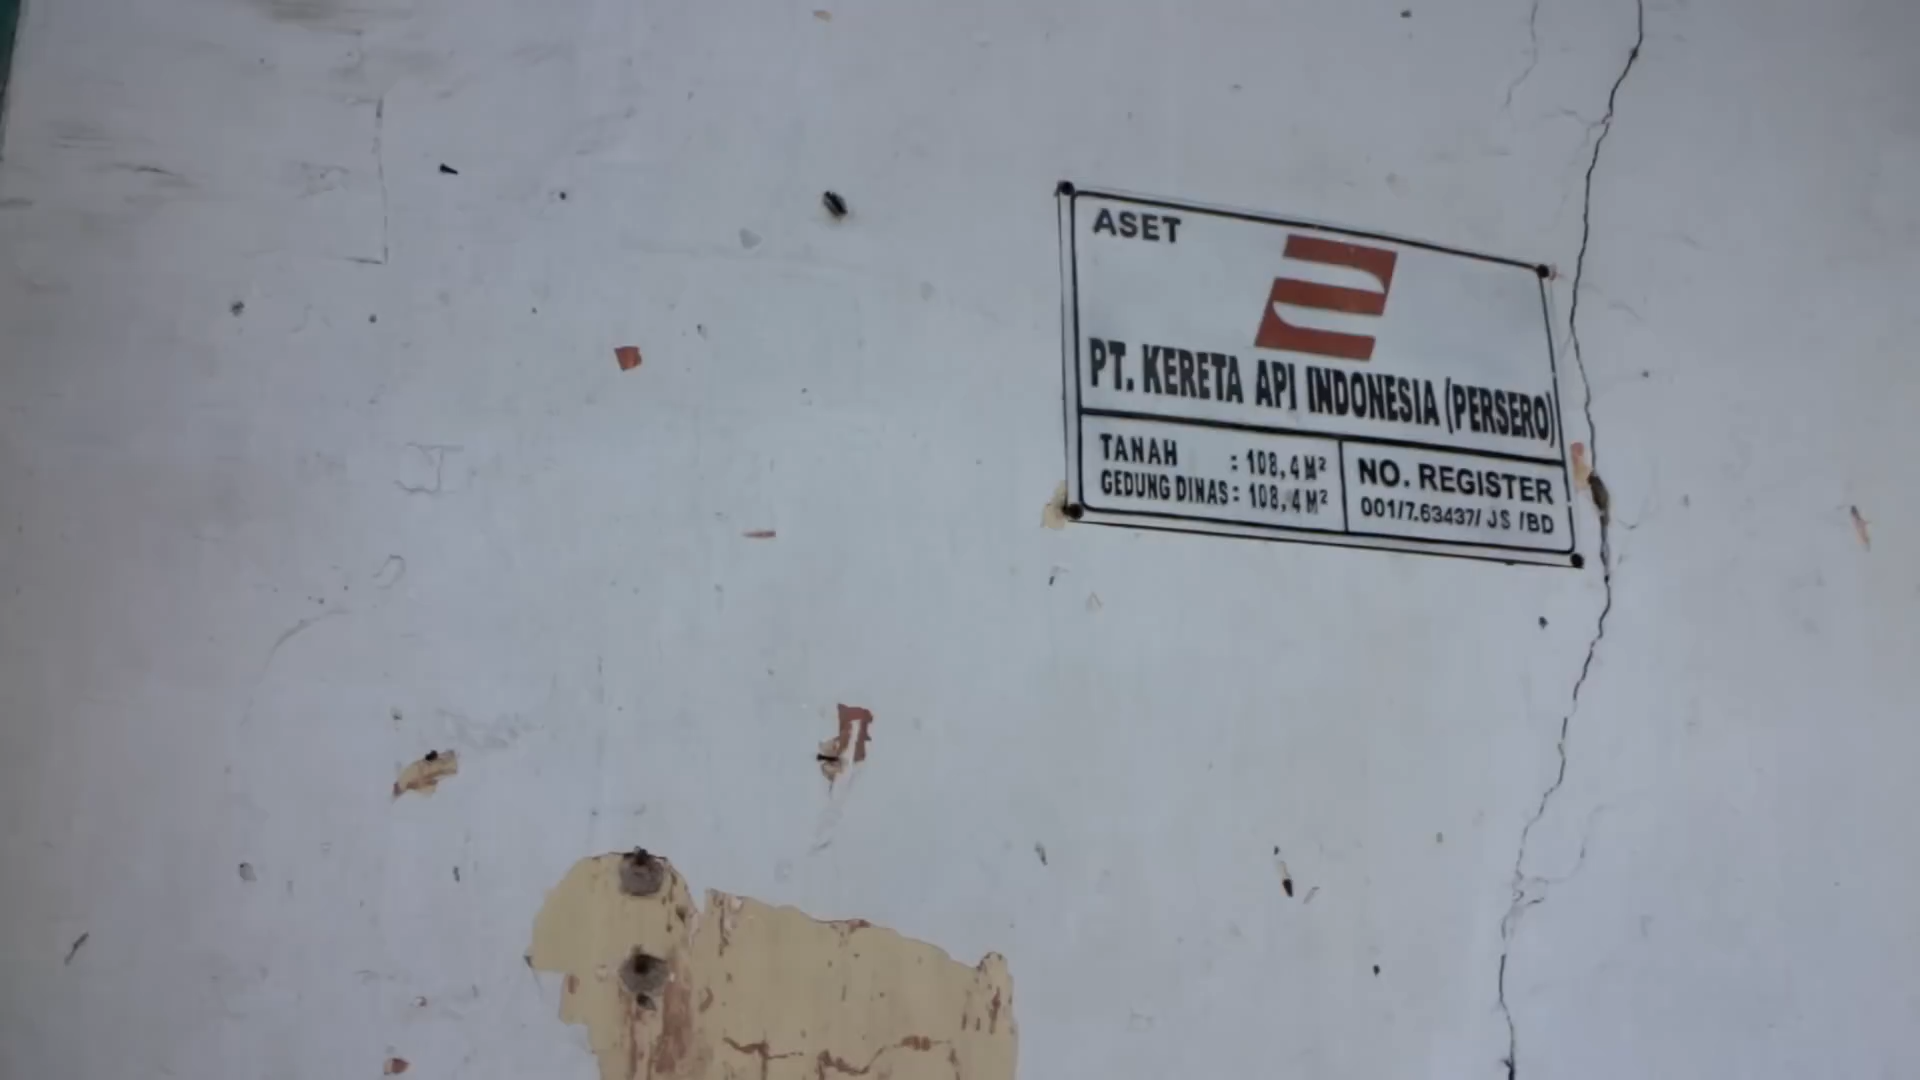 ASET
PT. KERETA API INDONESIA (PERSERO)
TANAH : 108,4 M²
GEDUNG DINAS : 108,4 M²
NO. REGISTER
001/7.63437/ JS /BD